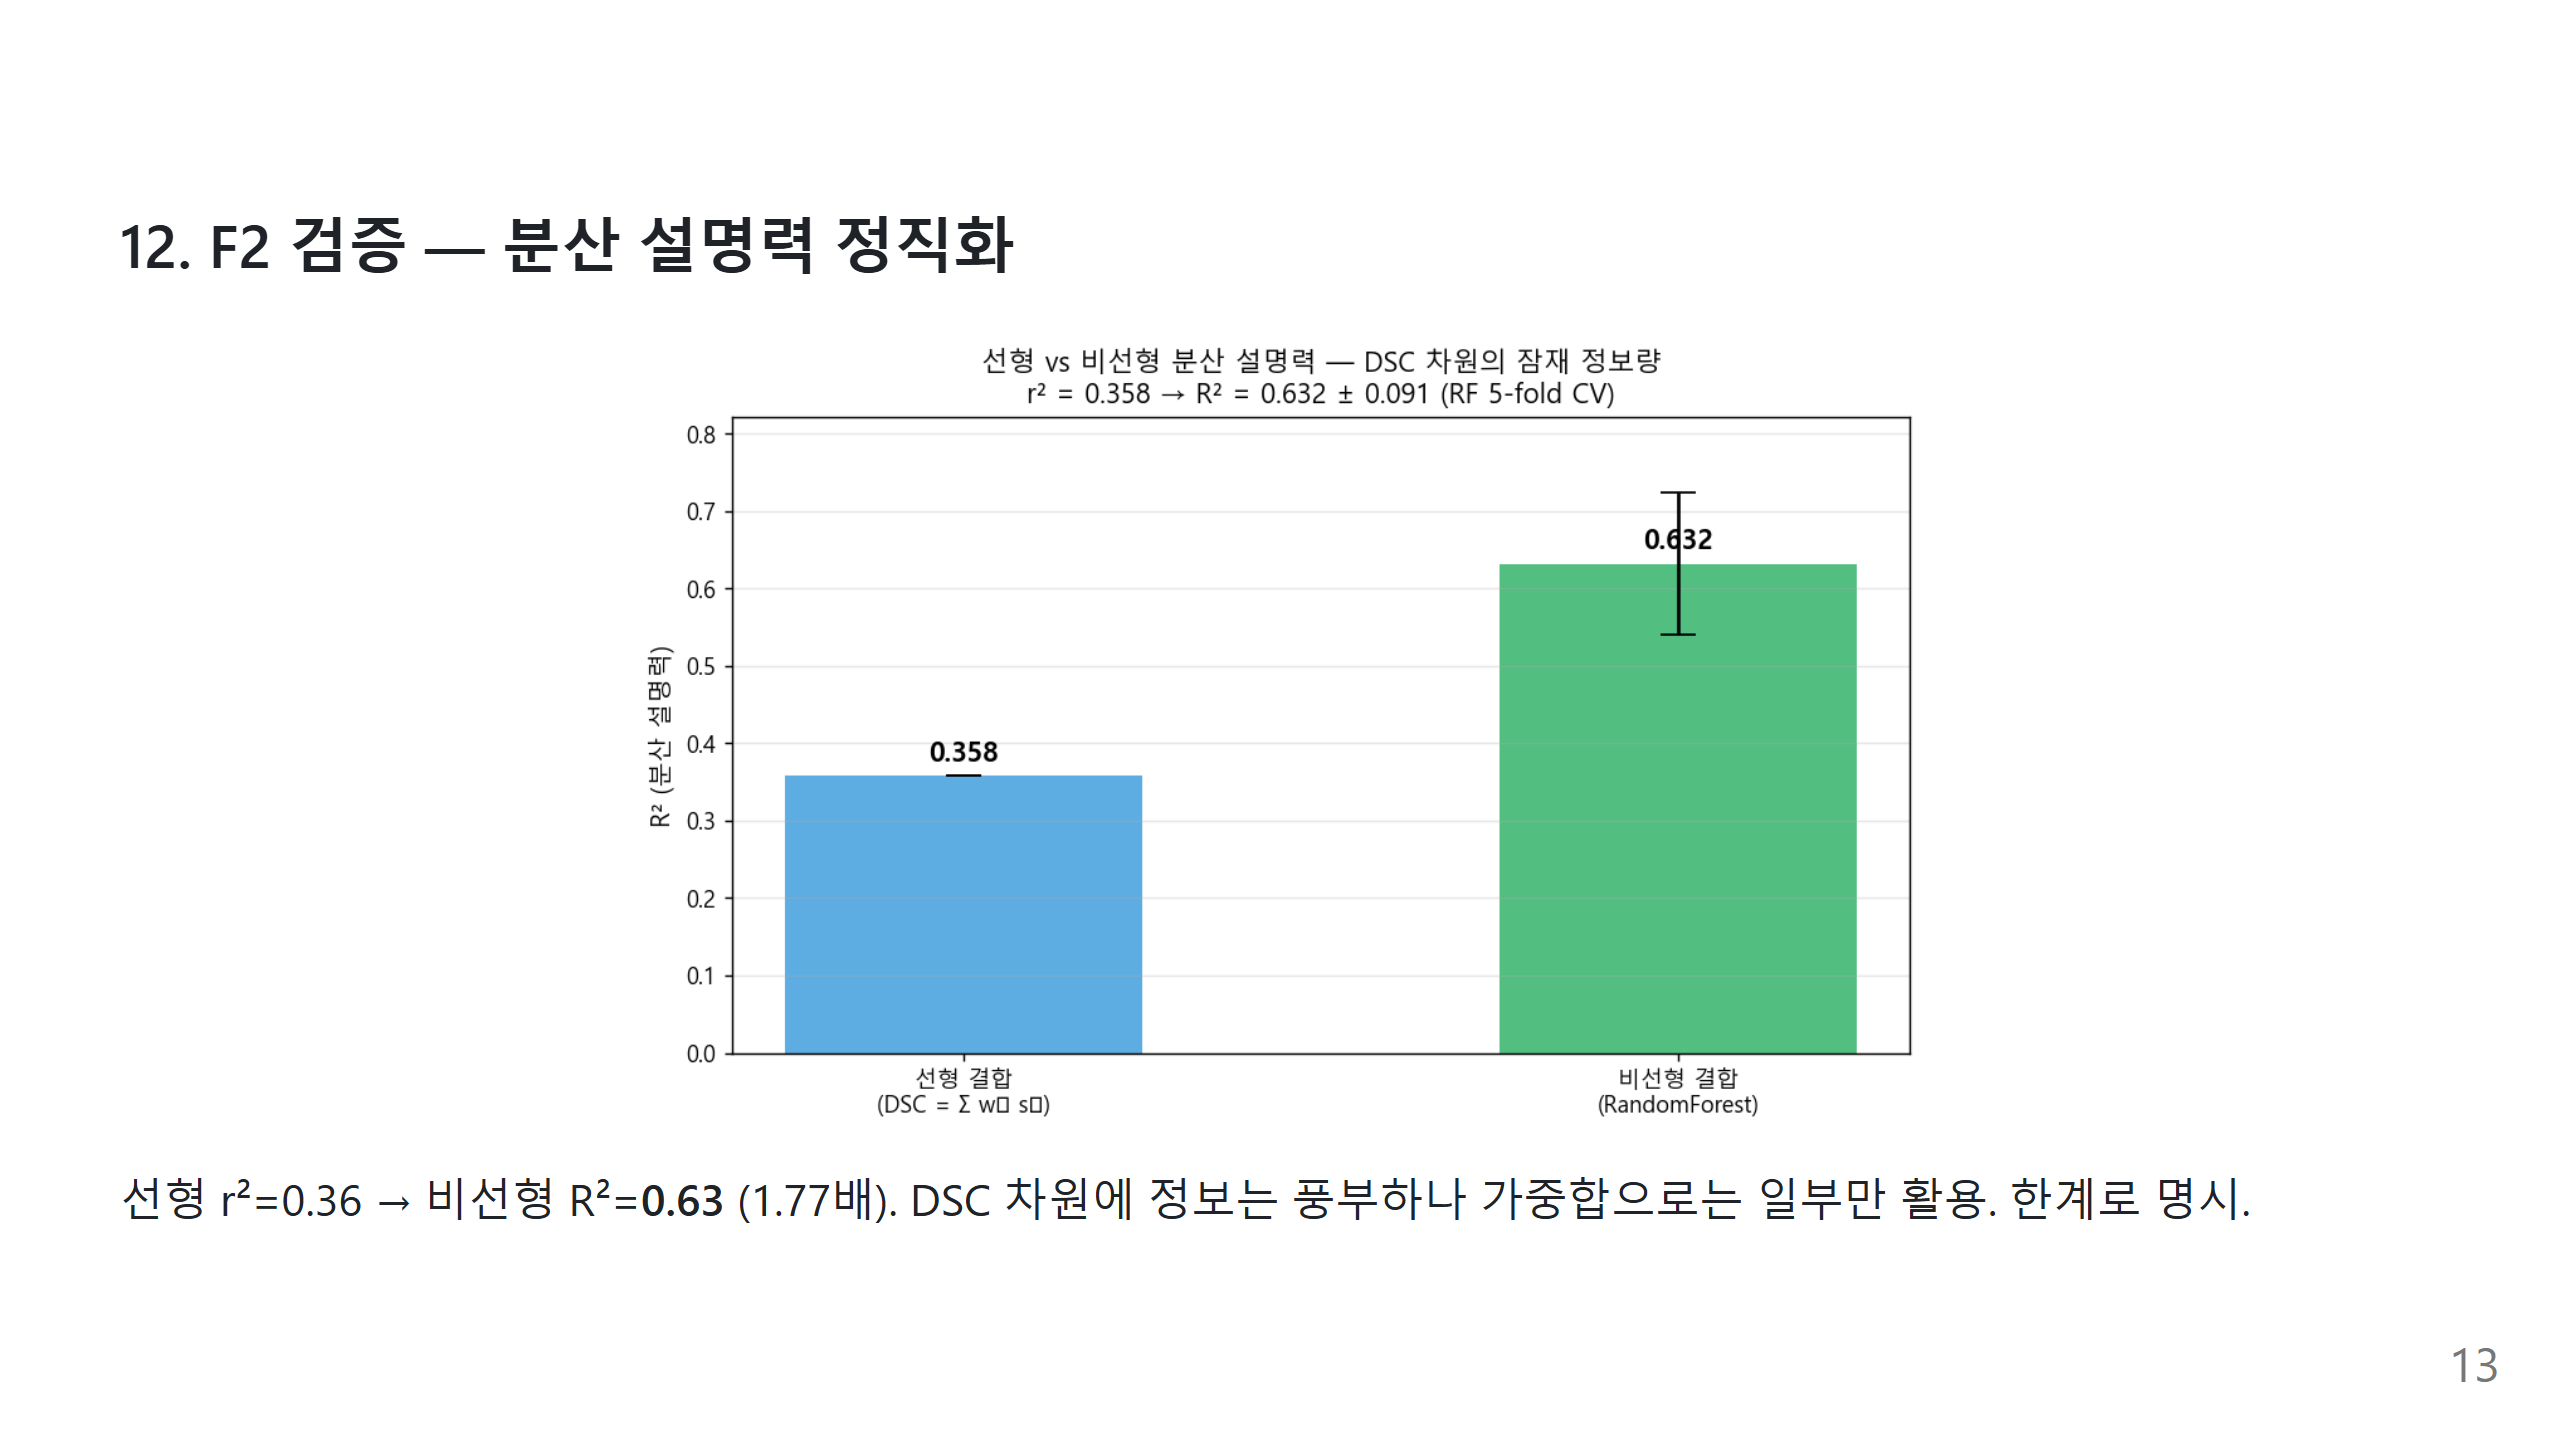 12. F2 검증 — 분산 설명력 정직화
선형 vs 비선형 분산 설명력 — DSC 차원의 잠재 정보량
r² = 0.358 → R² = 0.632 ± 0.091 (RF 5-fold CV)
R² (분산 설명력)
0.8
0.7
0.6
0.5
0.4
0.3
0.2
0.1
0.0
0.358
0.632
선형 결합
(DSC = Σ w□ s□)
비선형 결합
(RandomForest)
선형 r²=0.36 → 비선형 R²=0.63 (1.77배). DSC 차원에 정보는 풍부하나 가중합으로는 일부만 활용. 한계로 명시.
13